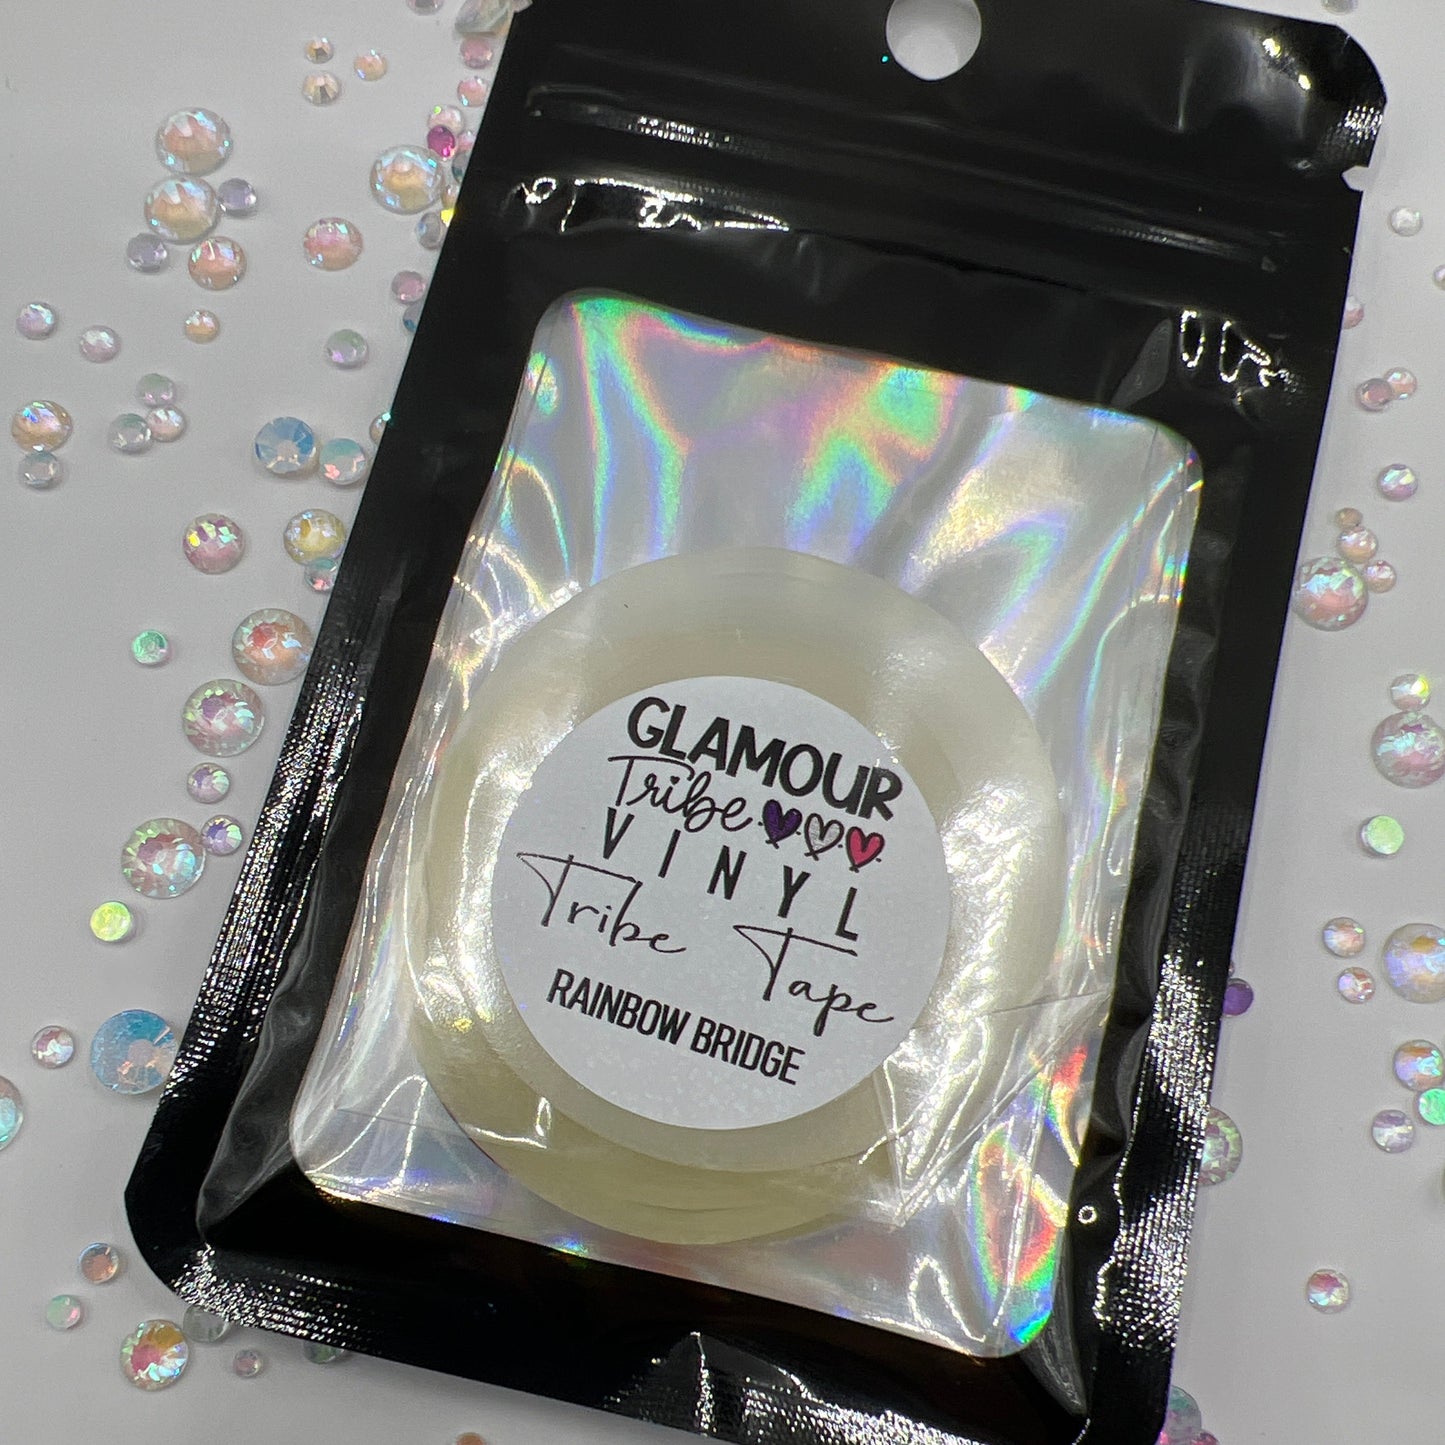 GLAMOUR
Tribe
VINYL
Tribe Tape
RAINBOW BRIDGE